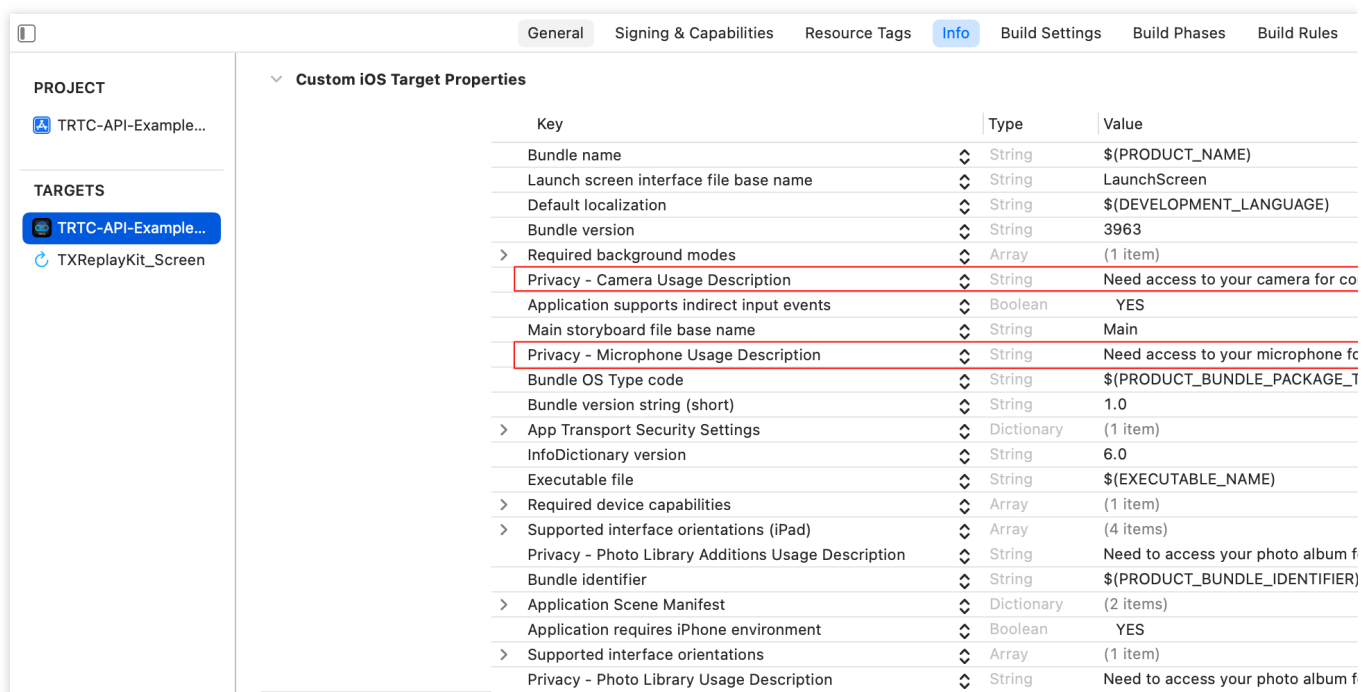 General Signing & Capabilities Resource Tags Info Build Settings Build Phases Build Rules
PROJECT
TRTC-API-Example...
TARGETS
TRTC-API-Example...
TXReplayKit_Screen
Custom iOS Target Properties
Key Type Value
Bundle name String $(PRODUCT_NAME)
Launch screen interface file base name String LaunchScreen
Default localization String $(DEVELOPMENT_LANGUAGE)
Bundle version String 3963
Required background modes Array (1 item)
Privacy - Camera Usage Description String Need access to your camera for co
Application supports indirect input events Boolean YES
Main storyboard file base name String Main
Privacy - Microphone Usage Description String Need access to your microphone fo
Bundle OS Type code String $(PRODUCT_BUNDLE_PACKAGE_T
Bundle version string (short) String 1.0
App Transport Security Settings Dictionary (1 item)
InfoDictionary version String 6.0
Executable file String $(EXECUTABLE_NAME)
Required device capabilities Array (1 item)
Supported interface orientations (iPad) Array (4 items)
Privacy - Photo Library Additions Usage Description String Need to access your photo album f
Bundle identifier String $(PRODUCT_BUNDLE_IDENTIFIER)
Application Scene Manifest Dictionary (2 items)
Application requires iPhone environment Boolean YES
Supported interface orientations Array (1 item)
Privacy - Photo Library Usage Description String Need to access your photo album f